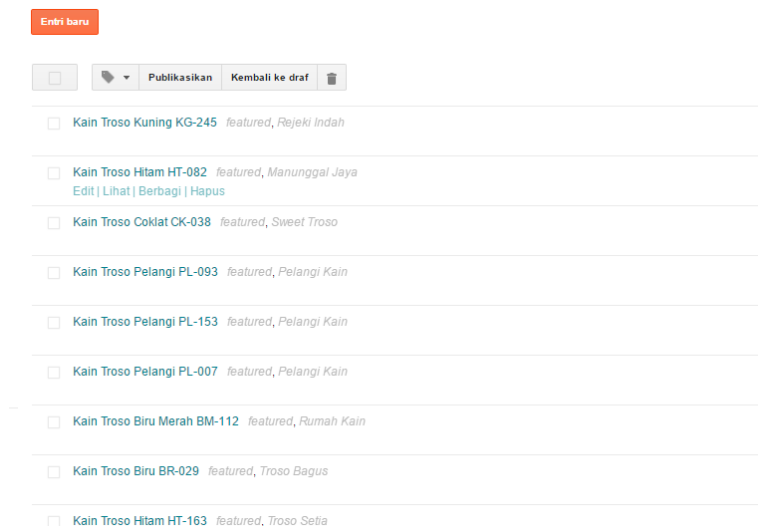 Entri baru
Publikasikan Kembali ke draf
Kain Troso Kuning KG-245 featured, Rejeki Indah
Kain Troso Hitam HT-082 featured, Manunggal Jaya
Edit | Lihat | Berbagi | Hapus
Kain Troso Coklat CK-038 featured, Sweet Troso
Kain Troso Pelangi PL-093 featured, Pelangi Kain
Kain Troso Pelangi PL-153 featured, Pelangi Kain
Kain Troso Pelangi PL-007 featured, Pelangi Kain
Kain Troso Biru Merah BM-112 featured, Rumah Kain
Kain Troso Biru BR-029 featured, Troso Bagus
Kain Troso Hitam HT-163 featured, Troso Setia